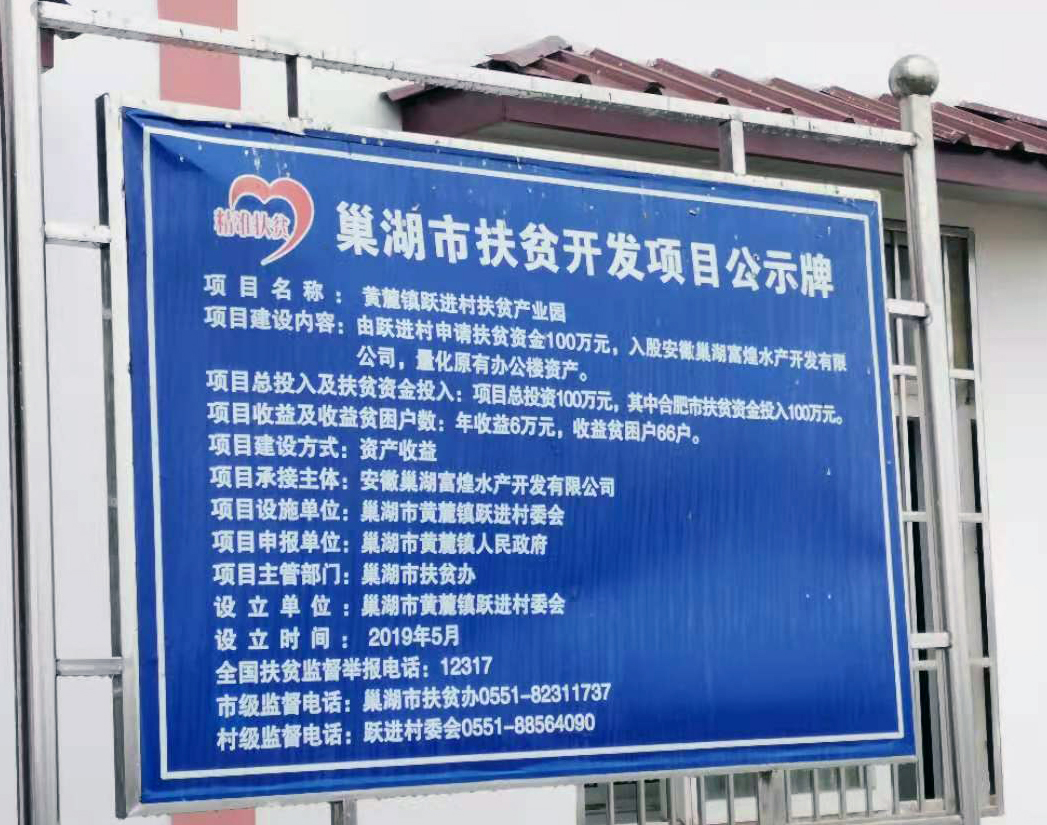 精准扶贫
巢湖市扶贫开发项目公示牌
项目名称：黄麓镇跃进村扶贫产业园
项目建设内容：由跃进村申请扶贫资金100万元，入股安徽巢湖富煌水产开发有限
公司，量化原有办公楼资产。
项目总投入及扶贫资金投入：项目总投资100万元，其中合肥市扶贫资金投入100万元。
项目收益及收益贫困户数：年收益6万元，收益贫困户66户。
项目建设方式：资产收益
项目承接主体：安徽巢湖富煌水产开发有限公司
项目设施单位：巢湖市黄麓镇跃进村委会
项目申报单位：巢湖市黄麓镇人民政府
项目主管部门：巢湖市扶贫办
设立单位：巢湖市黄麓镇跃进村委会
设立时间：2019年5月
全国扶贫监督举报电话：12317
市级监督电话：巢湖市扶贫办0551-82311737
村级监督电话：跃进村委会0551-88564090